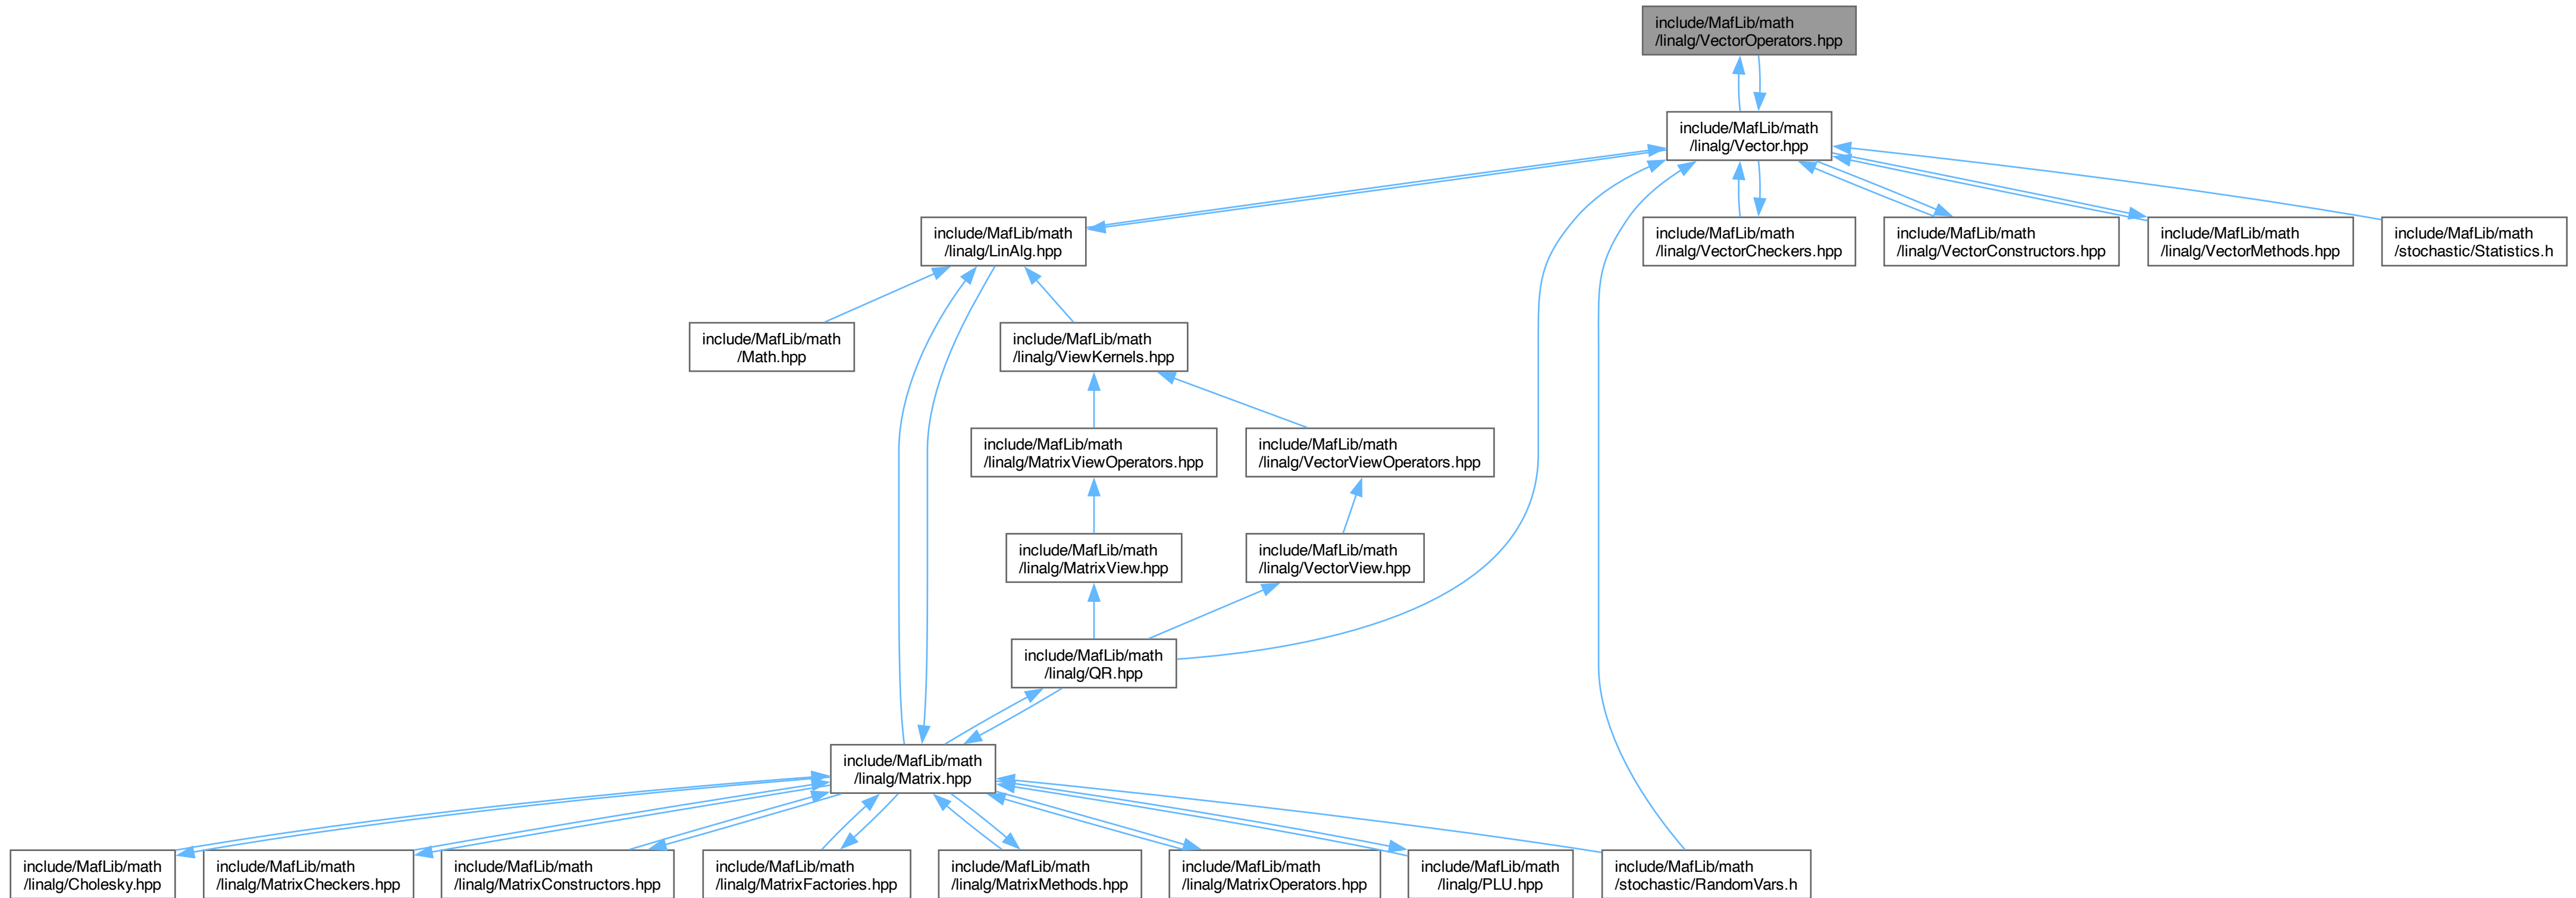 include/MafLib/math
/linalg/VectorOperators.hpp
include/MafLib/math
/linalg/Vector.hpp
include/MafLib/math
/linalg/LinAlg.hpp
include/MafLib/math
/linalg/VectorCheckers.hpp
include/MafLib/math
/linalg/VectorConstructors.hpp
include/MafLib/math
/linalg/VectorMethods.hpp
include/MafLib/math
/stochastic/Statistics.h
include/MafLib/math
/Math.hpp
include/MafLib/math
/linalg/ViewKernels.hpp
include/MafLib/math
/linalg/MatrixViewOperators.hpp
include/MafLib/math
/linalg/VectorViewOperators.hpp
include/MafLib/math
/linalg/MatrixView.hpp
include/MafLib/math
/linalg/VectorView.hpp
include/MafLib/math
/linalg/QR.hpp
include/MafLib/math
/linalg/Matrix.hpp
include/MafLib/math
/linalg/Cholesky.hpp
include/MafLib/math
/linalg/MatrixCheckers.hpp
include/MafLib/math
/linalg/MatrixConstructors.hpp
include/MafLib/math
/linalg/MatrixFactories.hpp
include/MafLib/math
/linalg/MatrixMethods.hpp
include/MafLib/math
/linalg/MatrixOperators.hpp
include/MafLib/math
/linalg/PLU.hpp
include/MafLib/math
/stochastic/RandomVars.h